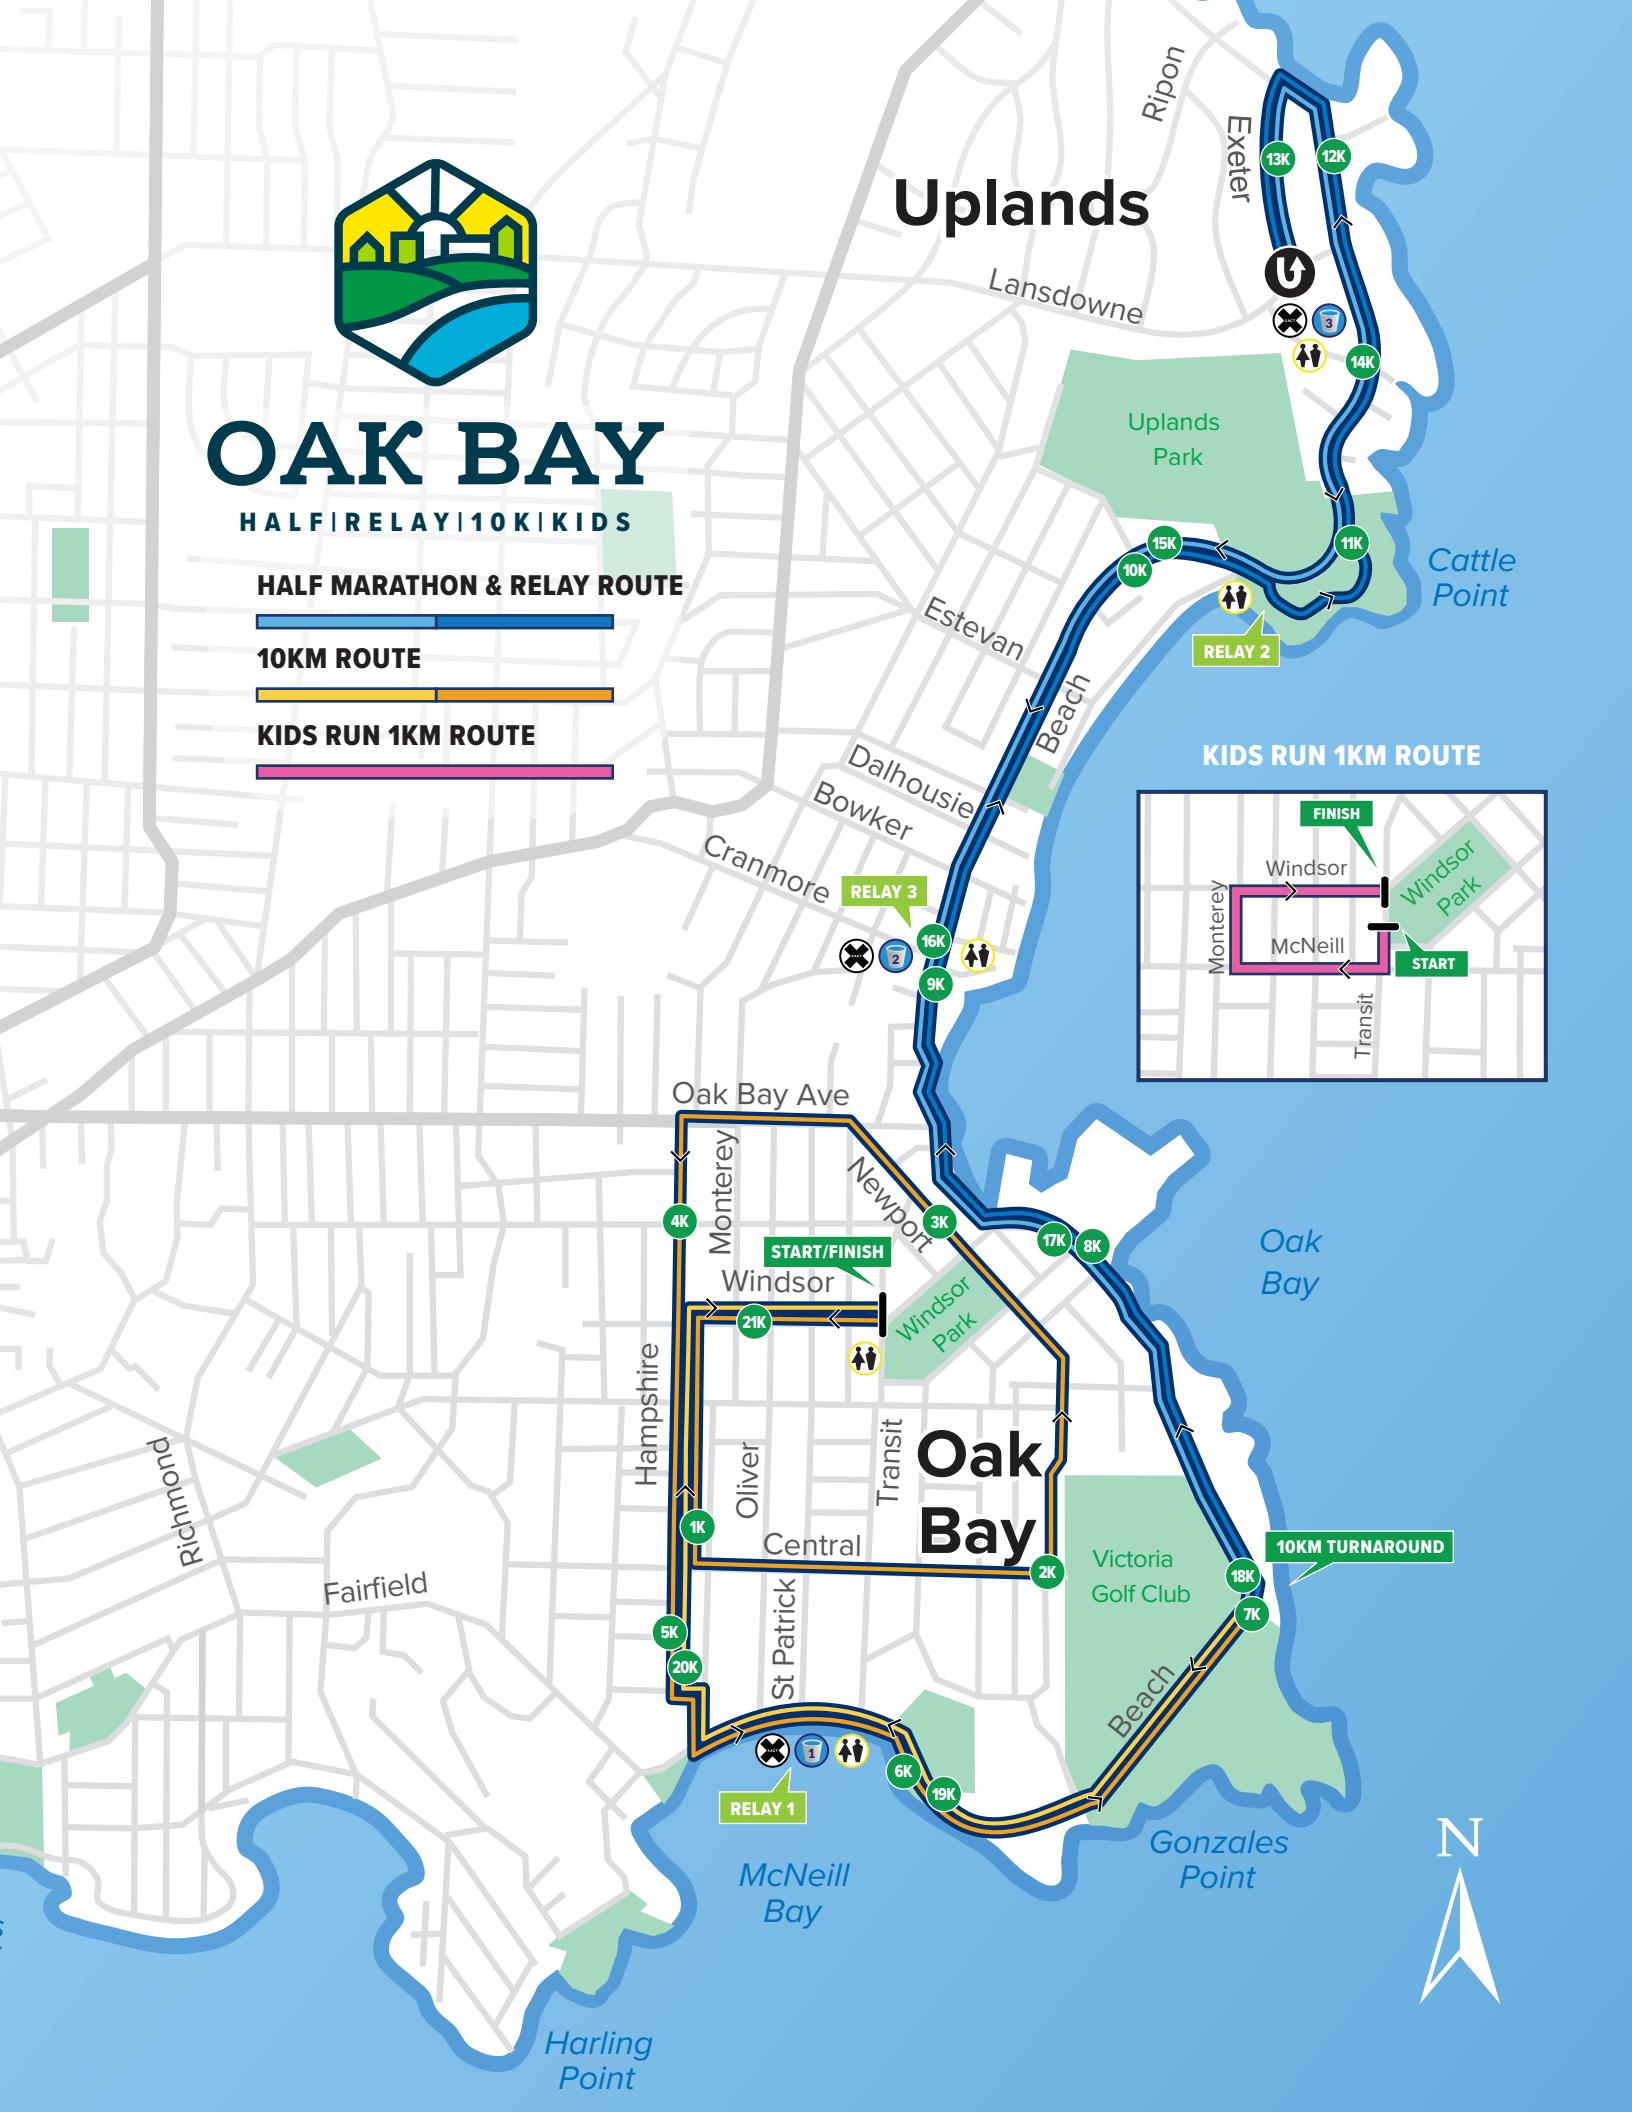 Ripon
Exeter
13K
12K
Uplands
Lansdowne
3
14K
Uplands
Park
OAK BAY
HALF|RELAY|10K|KIDS
HALF MARATHON & RELAY ROUTE
10KM ROUTE
KIDS RUN 1KM ROUTE
15K
10K
11K
Cattle
Point
RELAY 2
Estevan
Beach
Dalhousie
Bowker
Cranmore
RELAY 3
16K
2
9K
KIDS RUN 1KM ROUTE
FINISH
Windsor
Windsor
Park
Monterey
McNeill
START
Transit
Oak Bay Ave
Monterey
Newport
4K
3K
17K
8K
START/FINISH
Windsor
21K
Windsor
Park
Oak
Bay
Hampshire
Oliver
Transit
Oak
Bay
Richmond
1K
Central
2K
Victoria
Golf Club
10KM TURNAROUND
18K
7K
Fairfield
St Patrick
5K
20K
Beach
1
6K
19K
RELAY 1
McNeill
Bay
Gonzales
Point
N
Harling
Point